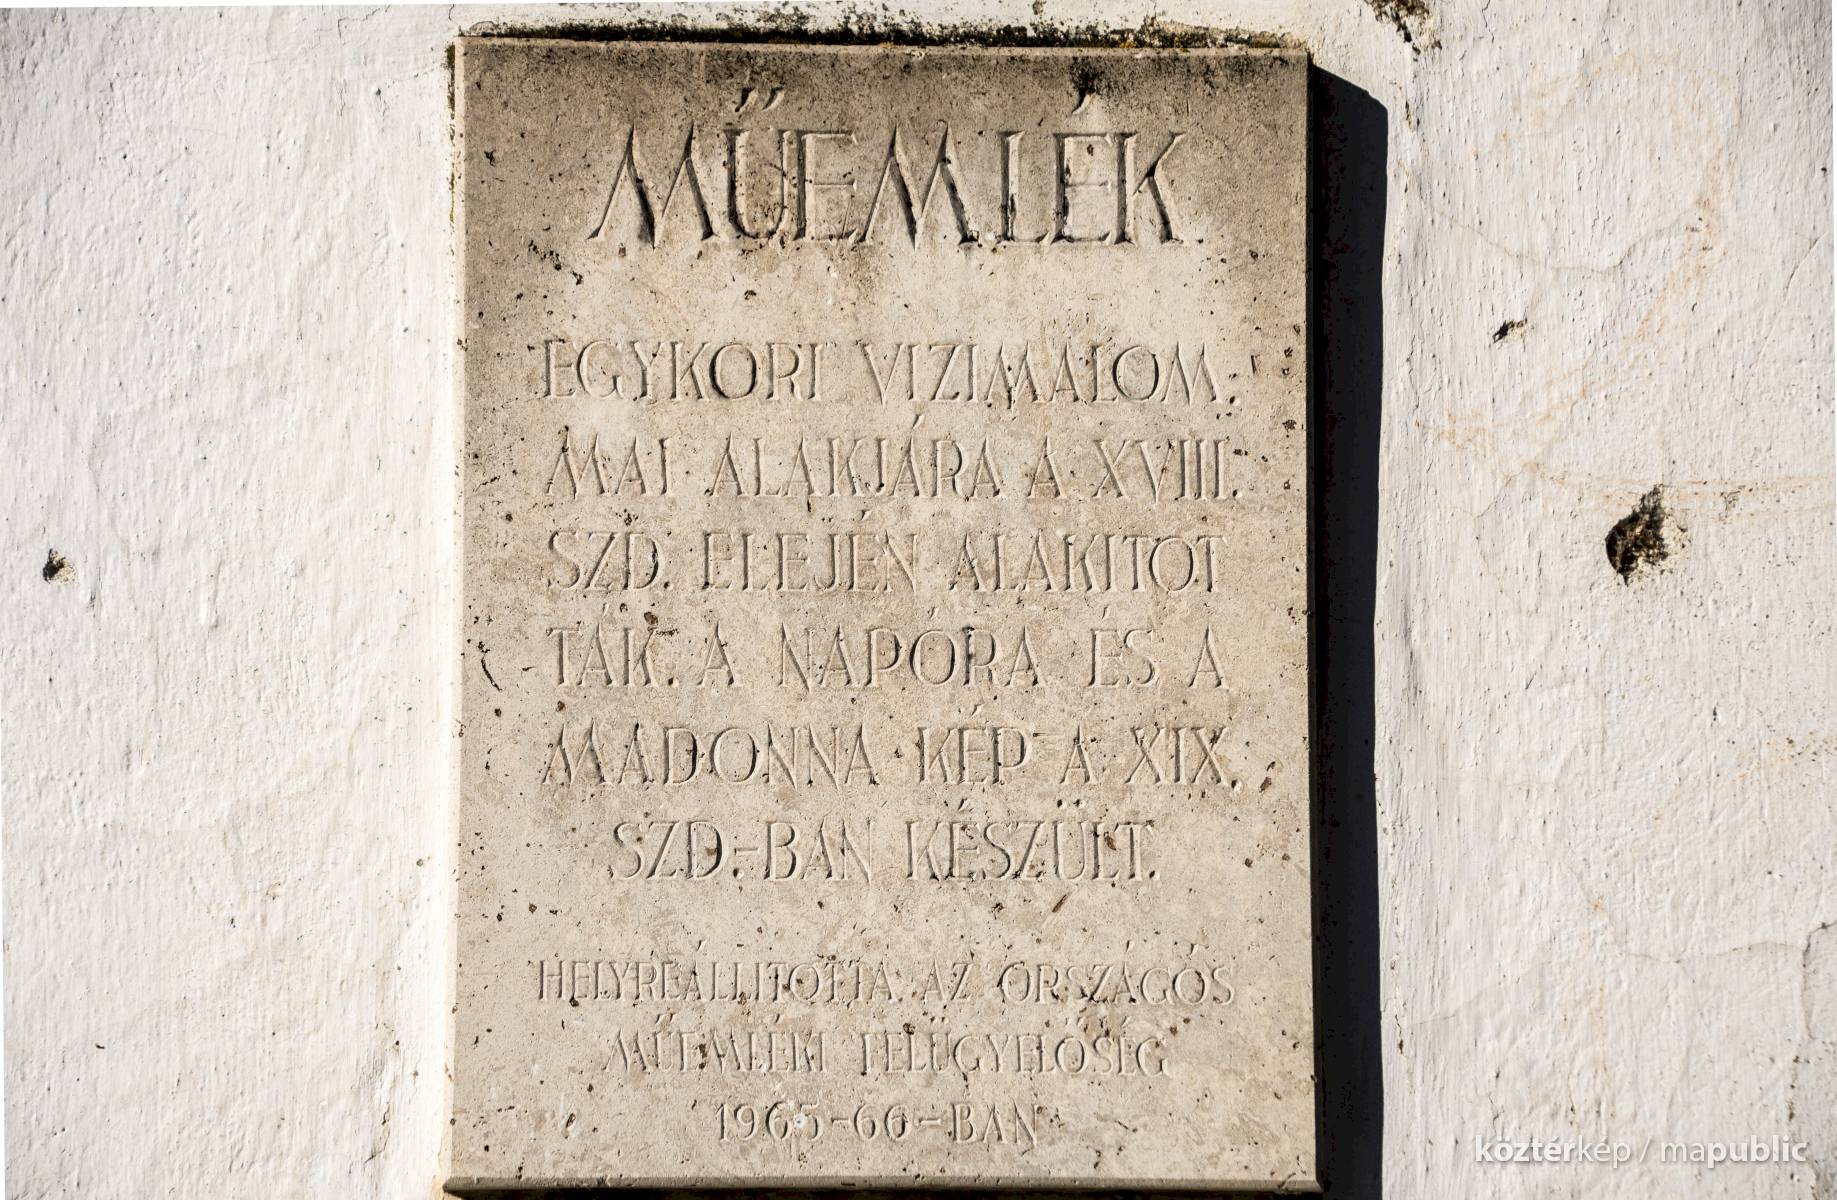 MŰEMLÉK
EGYKORI VIZIMALOM.
MAI ALAKJÁRA A XVIII.
SZD. ELEJÉN ALAKITOT
TÁK. A NAPÓRA ÉS A
MADONNA KÉP A XIX.
SZD.-BAN KÉSZÜLT.
HELYREÁLLITOTTA AZ ORSZÁGOS
MŰEMLÉKI FELÜGYELŐSÉG
1965-66-BAN
köztérkép / mapublic